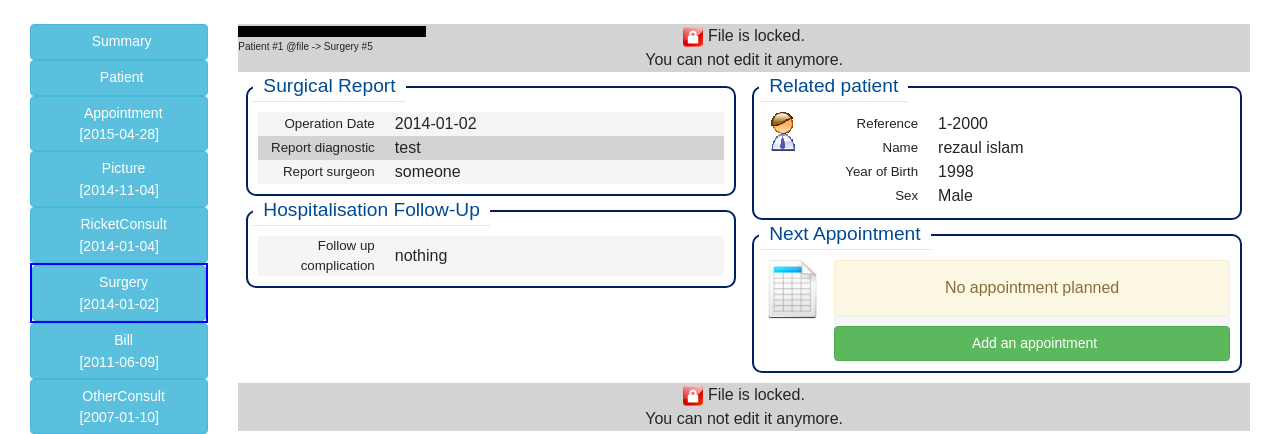 Summary
Patient
Appointment
[2015-04-28]
Picture
[2014-11-04]
RicketConsult
[2014-01-04]
Surgery
[2014-01-02]
Bill
[2011-06-09]
OtherConsult
[2007-01-10]
Patient #1 @file -> Surgery #5
File is locked.
You can not edit it anymore.
Surgical Report
Operation Date 2014-01-02
Report diagnostic test
Report surgeon someone
Hospitalisation Follow-Up
Follow up
complication nothing
Related patient
Reference 1-2000
Name rezaul islam
Year of Birth 1998
Sex Male
Next Appointment
No appointment planned
Add an appointment
File is locked.
You can not edit it anymore.